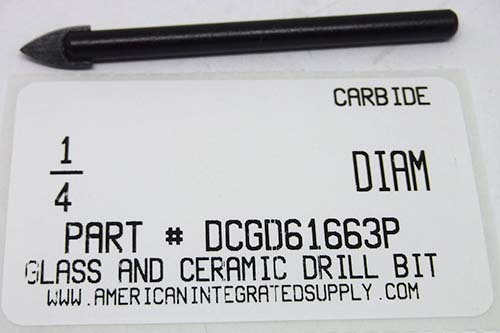 CARBIDE
1/4 DIAM
PART # DCGD61663P
GLASS AND CERAMIC DRILL BIT
WWW.AMERICANINTEGRATEDSUPPLY.COM